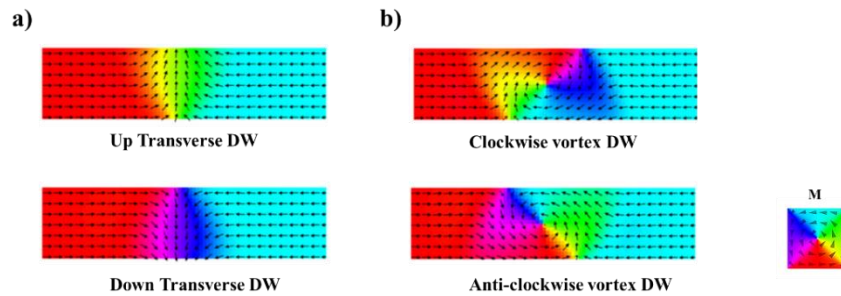 a)
b)
Up Transverse DW
Clockwise vortex DW
M
Down Transverse DW
Anti-clockwise vortex DW